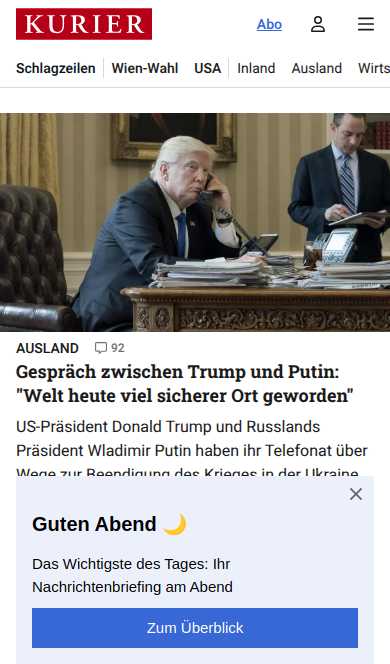 KURIER
Abo
Schlagzeilen
Wien-Wahl
USA
Inland
Ausland
Wirts
AUSLAND
92
Gespräch zwischen Trump und Putin:
"Welt heute viel sicherer Ort geworden"
US-Präsident Donald Trump und Russlands
Präsident Wladimir Putin haben ihr Telefonat über
Wege zur Beendigung des Krieges in der Ukraine
Guten Abend 🌙
Das Wichtigste des Tages: Ihr
Nachrichtenbriefing am Abend
Zum Überblick